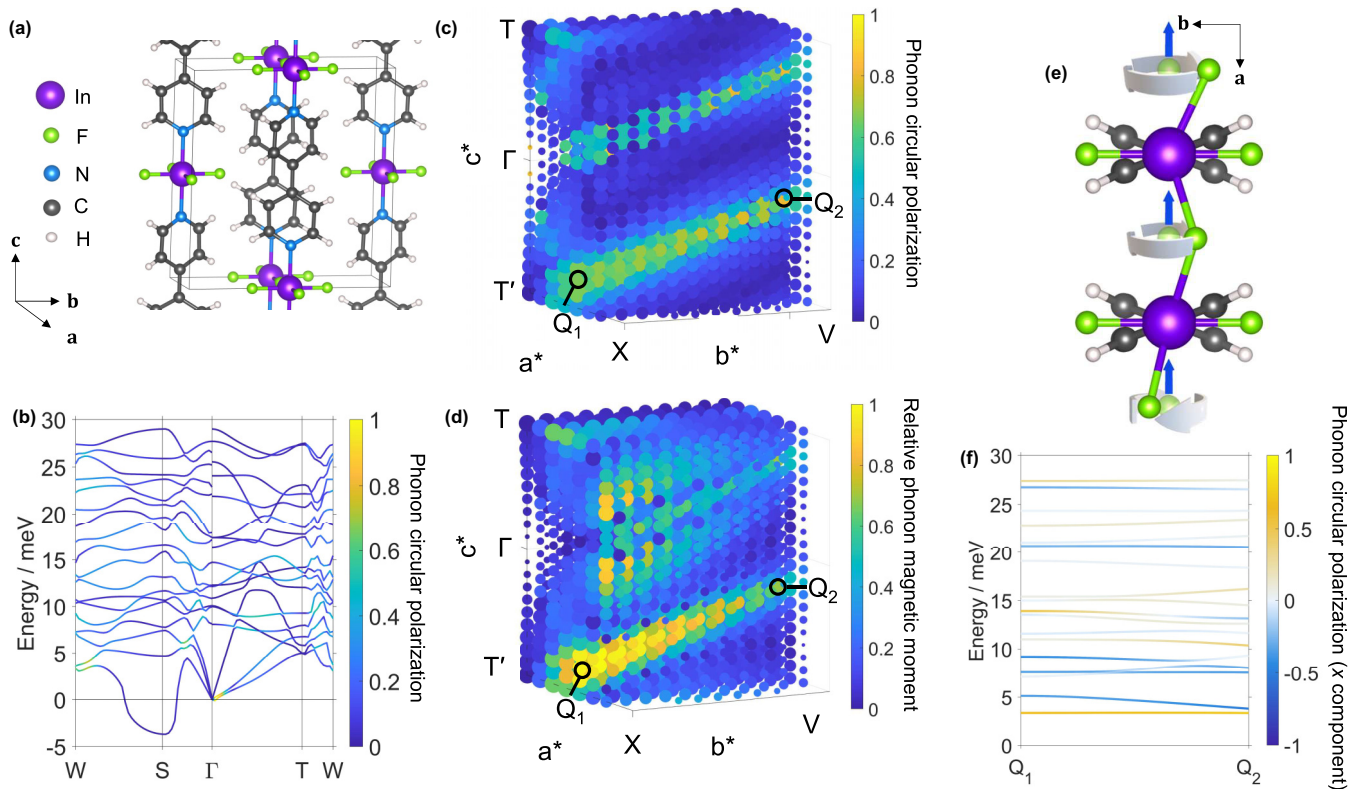 (a)
In
F
N
C
H
c
b
a
(b)
30
25
20
15
10
5
0
-5
Energy / meV
W
S
Γ
T
W
1
0.8
0.6
0.4
0.2
0
Phonon circular polarization
(c)
T
Γ
T′
c*
Q1
Q2
a*
X
b*
V
1
0.8
0.6
0.4
0.2
0
Phonon circular polarization
(d)
T
Γ
T′
c*
Q1
Q2
a*
X
b*
V
1
0.8
0.6
0.4
0.2
0
Relative phonon magnetic moment
(e)
b
a
(f)
30
25
20
15
10
5
0
Energy / meV
Q1
Q2
1
0.5
0
-0.5
-1
Phonon circular polarization (x component)